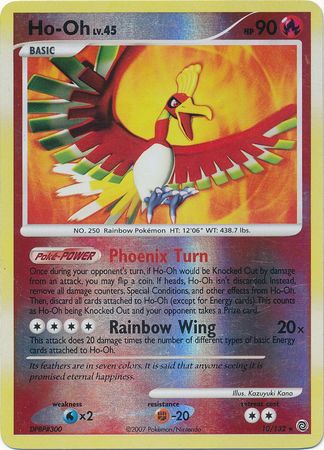 Ho-Oh LV.45 HP 90
BASIC
NO. 250 Rainbow Pokémon HT: 12'06" WT: 438.7 lbs.
Poké-POWER Phoenix Turn
Once during your opponent's turn, if Ho-Oh would be Knocked Out by damage
from an attack, you may flip a coin. If heads, Ho-Oh isn't discarded. Instead,
remove all damage counters, Special Conditions, and other effects from Ho-Oh.
Then, discard all cards attached to Ho-Oh (except for Energy cards). This counts
as Ho-Oh being Knocked Out and your opponent takes a Prize card.
Rainbow Wing 20x
This attack does 20 damage times the number of different types of basic Energy
cards attached to Ho-Oh.
Its feathers are in seven colors. It is said that anyone seeing it is
promised eternal happiness.
Illus. Kazuyuki Kano
weakness resistance retreat cost
x2 -20
DPBP#300 ©2007 Pokémon/Nintendo 10/132 ★